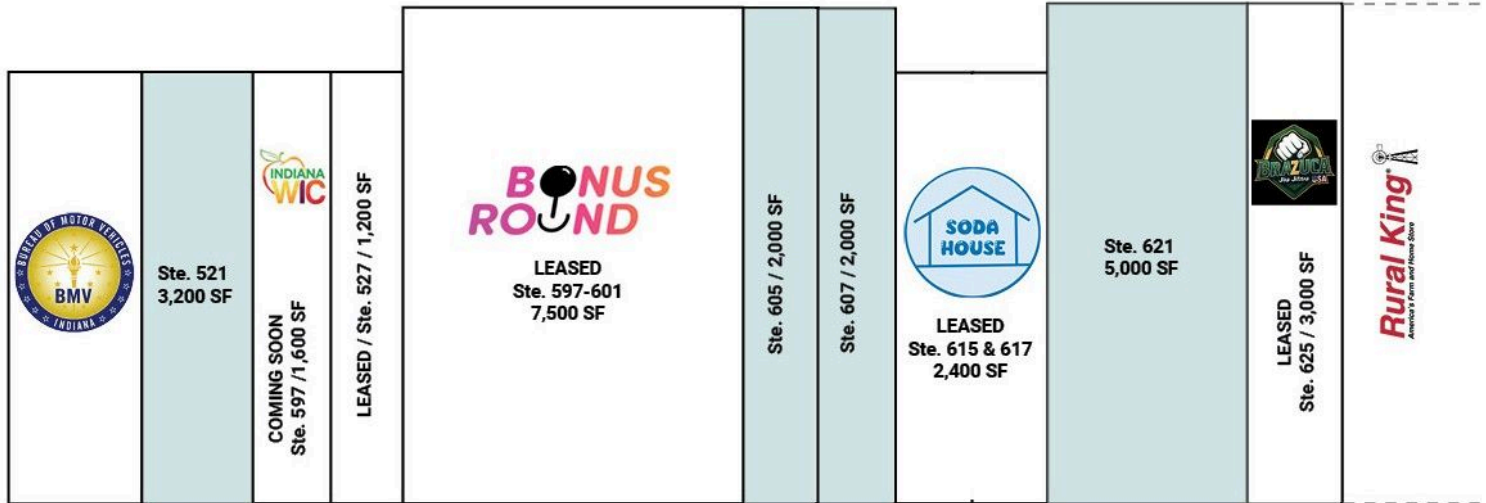 BUREAU OF MOTOR VEHICLES
BMV
INDIANA
Ste. 521
3,200 SF
INDIANA
WIC
COMING SOON
Ste. 597 /1,600 SF
LEASED / Ste. 527 / 1,200 SF
BONUS
ROUND
LEASED
Ste. 597-601
7,500 SF
Ste. 605 / 2,000 SF
Ste. 607 / 2,000 SF
SODA
HOUSE
LEASED
Ste. 615 & 617
2,400 SF
Ste. 621
5,000 SF
BRAZUCA
Jiu Jitsu USA
LEASED
Ste. 625 / 3,000 SF
Rural King
America's Farm and Home Store